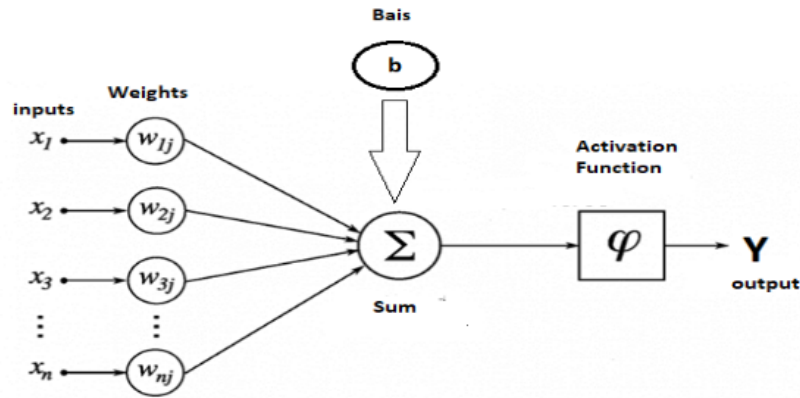 Bais
b
Weights
inputs
x1
w1j
x2
w2j
x3
w3j
⋮
⋮
xn
wnj
Σ
Sum
Activation
Function
φ
Y
output